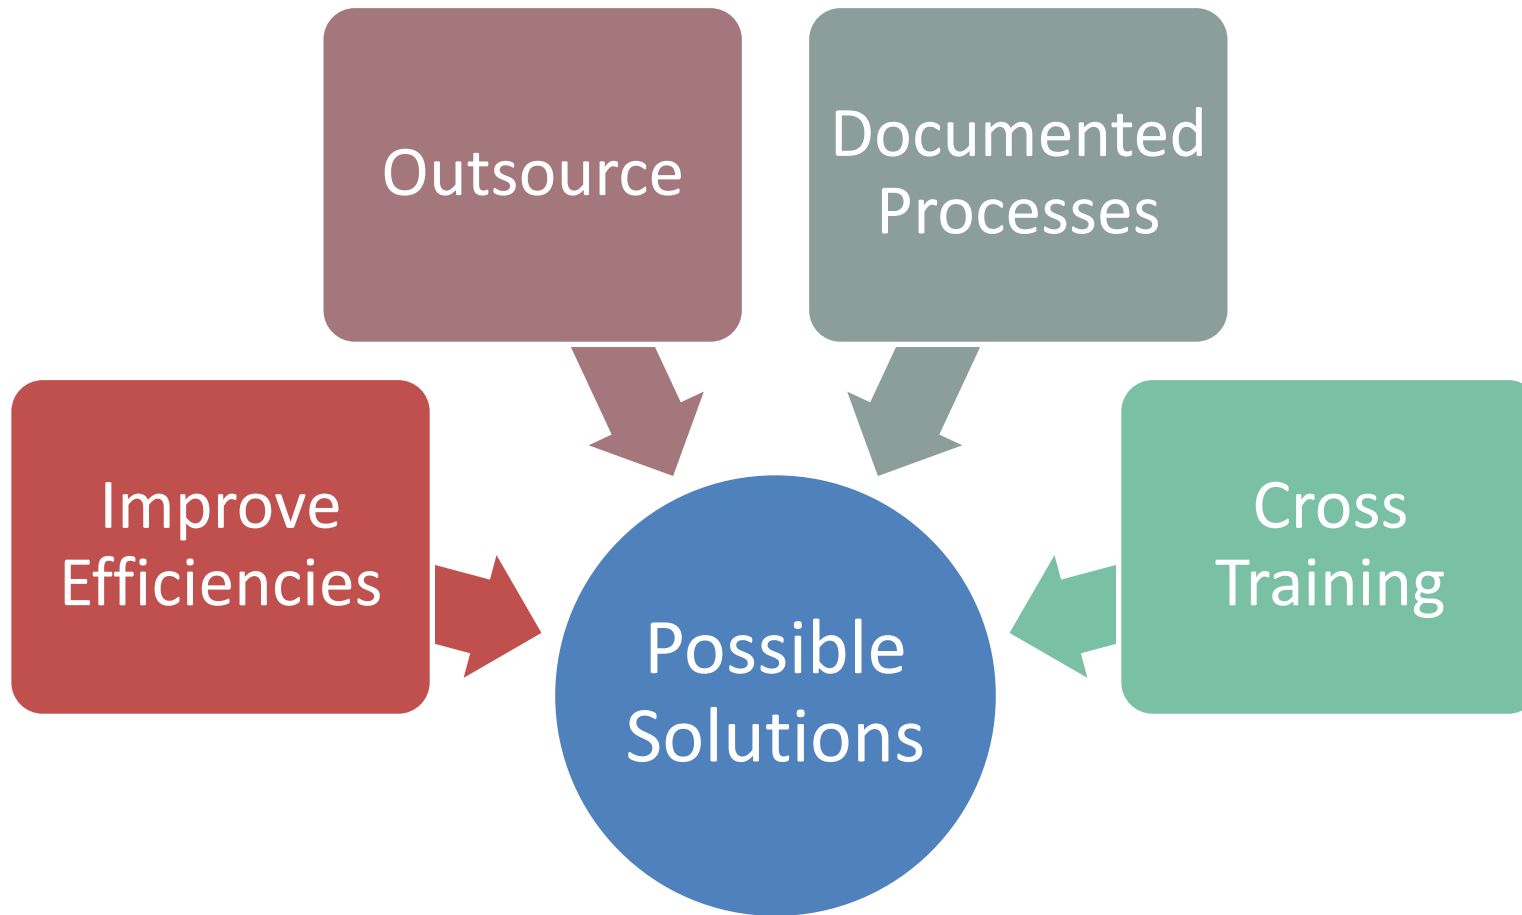 Outsource
Documented
Processes
Improve
Efficiencies
Cross
Training
Possible
Solutions